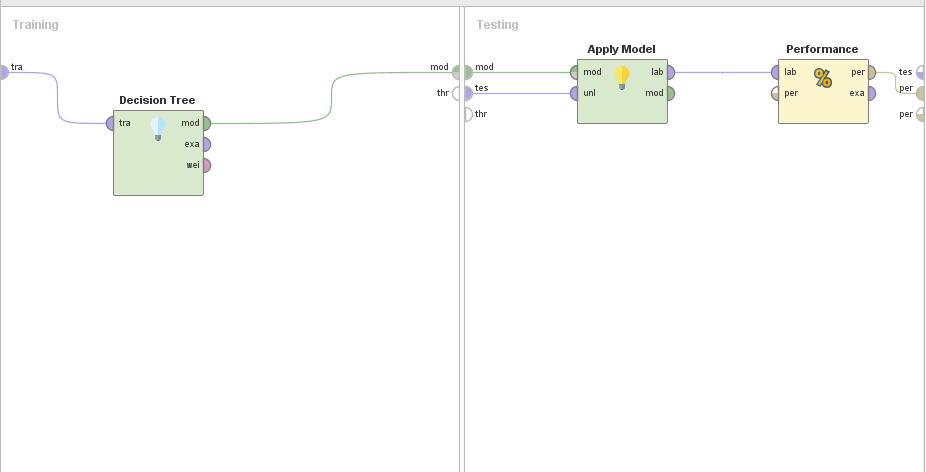 Training
tra
mod
thr
Decision Tree
tra
mod
exa
wei
Testing
mod
tes
thr
Apply Model
mod
lab
unl
mod
Performance
lab
per
%
per
exa
tes
per
per